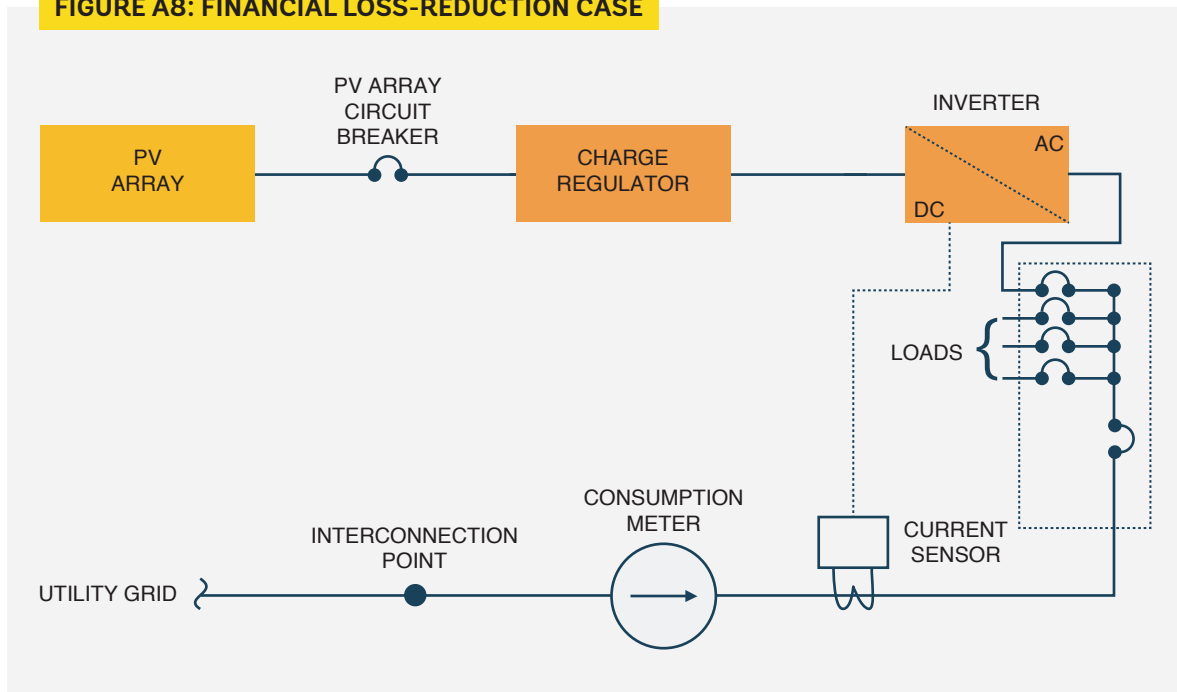 FIGURE A8: FINANCIAL LOSS-REDUCTION CASE
PV ARRAY
CIRCUIT
BREAKER
INVERTER
PV
ARRAY
CHARGE
REGULATOR
AC
DC
LOADS
CONSUMPTION
METER
CURRENT
SENSOR
INTERCONNECTION
POINT
UTILITY GRID